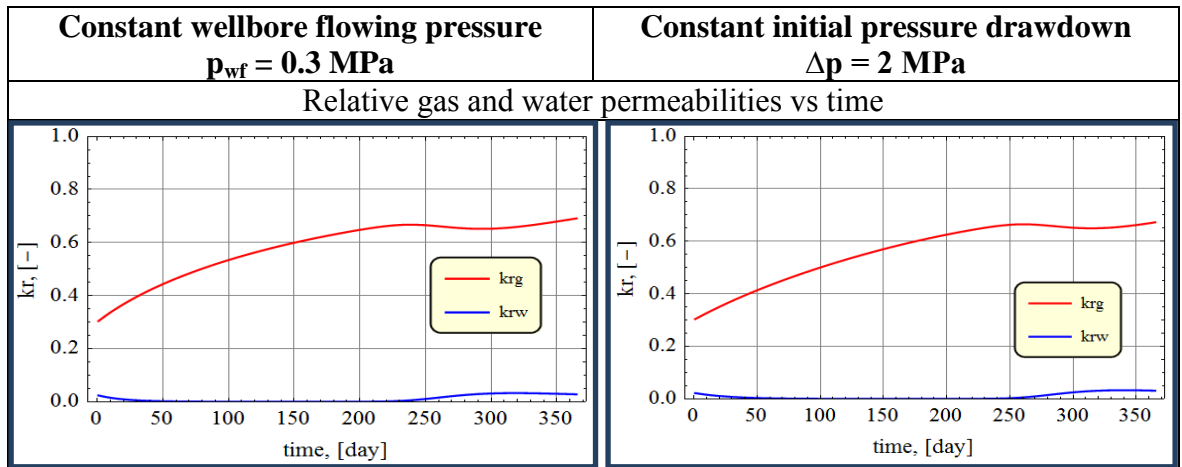 Constant wellbore flowing pressure
p_wf = 0.3 MPa
Constant initial pressure drawdown
Δp = 2 MPa
Relative gas and water permeabilities vs time
1.0
0.8
0.6
0.4
0.2
0.0
kr, [−]
krg
krw
0 50 100 150 200 250 300 350
time, [day]
1.0
0.8
0.6
0.4
0.2
0.0
kr, [−]
krg
krw
0 50 100 150 200 250 300 350
time, [day]